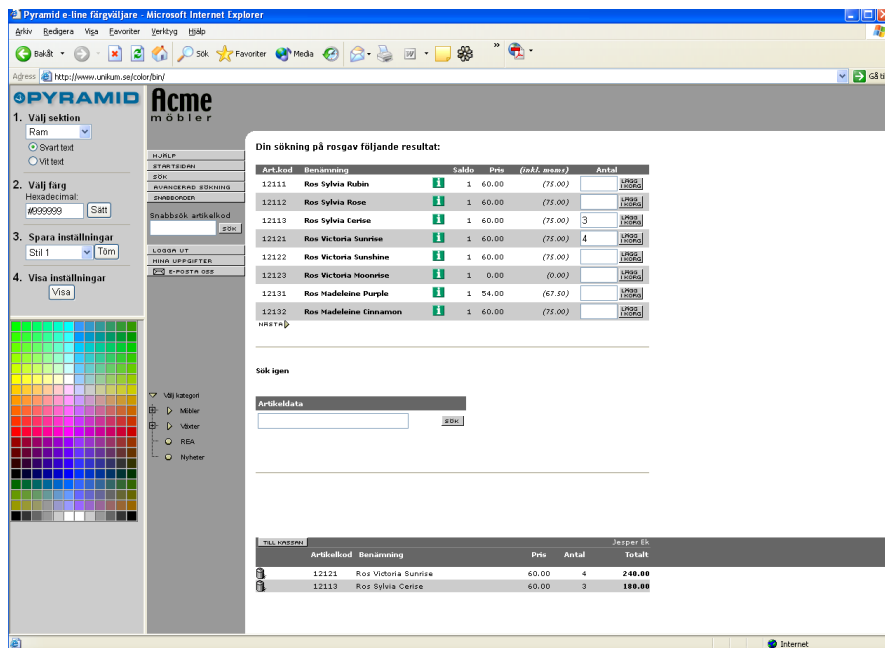 Pyramid e-line färgväljare - Microsoft Internet Explorer
Arkiv Redigera Visa Favoriter Verktyg Hjälp
Bakåt Sök Favoriter Media »
Adress http://www.unikum.se/color/bin/ Gå till
PYRAMID
1. Välj sektion
Ram
Svart text
Vit text
2. Välj färg
Hexadecimal:
#999999 Sätt
3. Spara inställningar
Stil 1 Töm
4. Visa inställningar
Visa
Acme
möbler
HJÄLP
STARTSIDAN
SÖK
AVANCERAD SÖKNING
SNABBORDER
Snabbsök artikelkod
SÖK
LOGGA UT
MINA UPPGIFTER
E-POSTA OSS
Välj kategori
Möbler
Växter
REA
Nyheter
Din sökning på rosgav följande resultat:
Art.kod Benämning Saldo Pris (inkl. moms) Antal
12111 Ros Sylvia Rubin i 1 60.00 (75.00) LÄGG I KORG
12112 Ros Sylvia Rose i 1 60.00 (75.00) LÄGG I KORG
12113 Ros Sylvia Cerise i 1 60.00 (75.00) 3 LÄGG I KORG
12121 Ros Victoria Sunrise i 1 60.00 (75.00) 4 LÄGG I KORG
12122 Ros Victoria Sunshine i 1 60.00 (75.00) LÄGG I KORG
12123 Ros Victoria Moonrise i 1 0.00 (0.00) LÄGG I KORG
12131 Ros Madeleine Purple i 1 54.00 (67.50) LÄGG I KORG
12132 Ros Madeleine Cinnamon i 1 60.00 (75.00) LÄGG I KORG
NÄSTA
Sök igen
Artikeldata
SÖK
TILL KASSAN Jesper Ek
Artikelkod Benämning Pris Antal Totalt
12121 Ros Victoria Sunrise 60.00 4 240.00
12113 Ros Sylvia Cerise 60.00 3 180.00
Internet